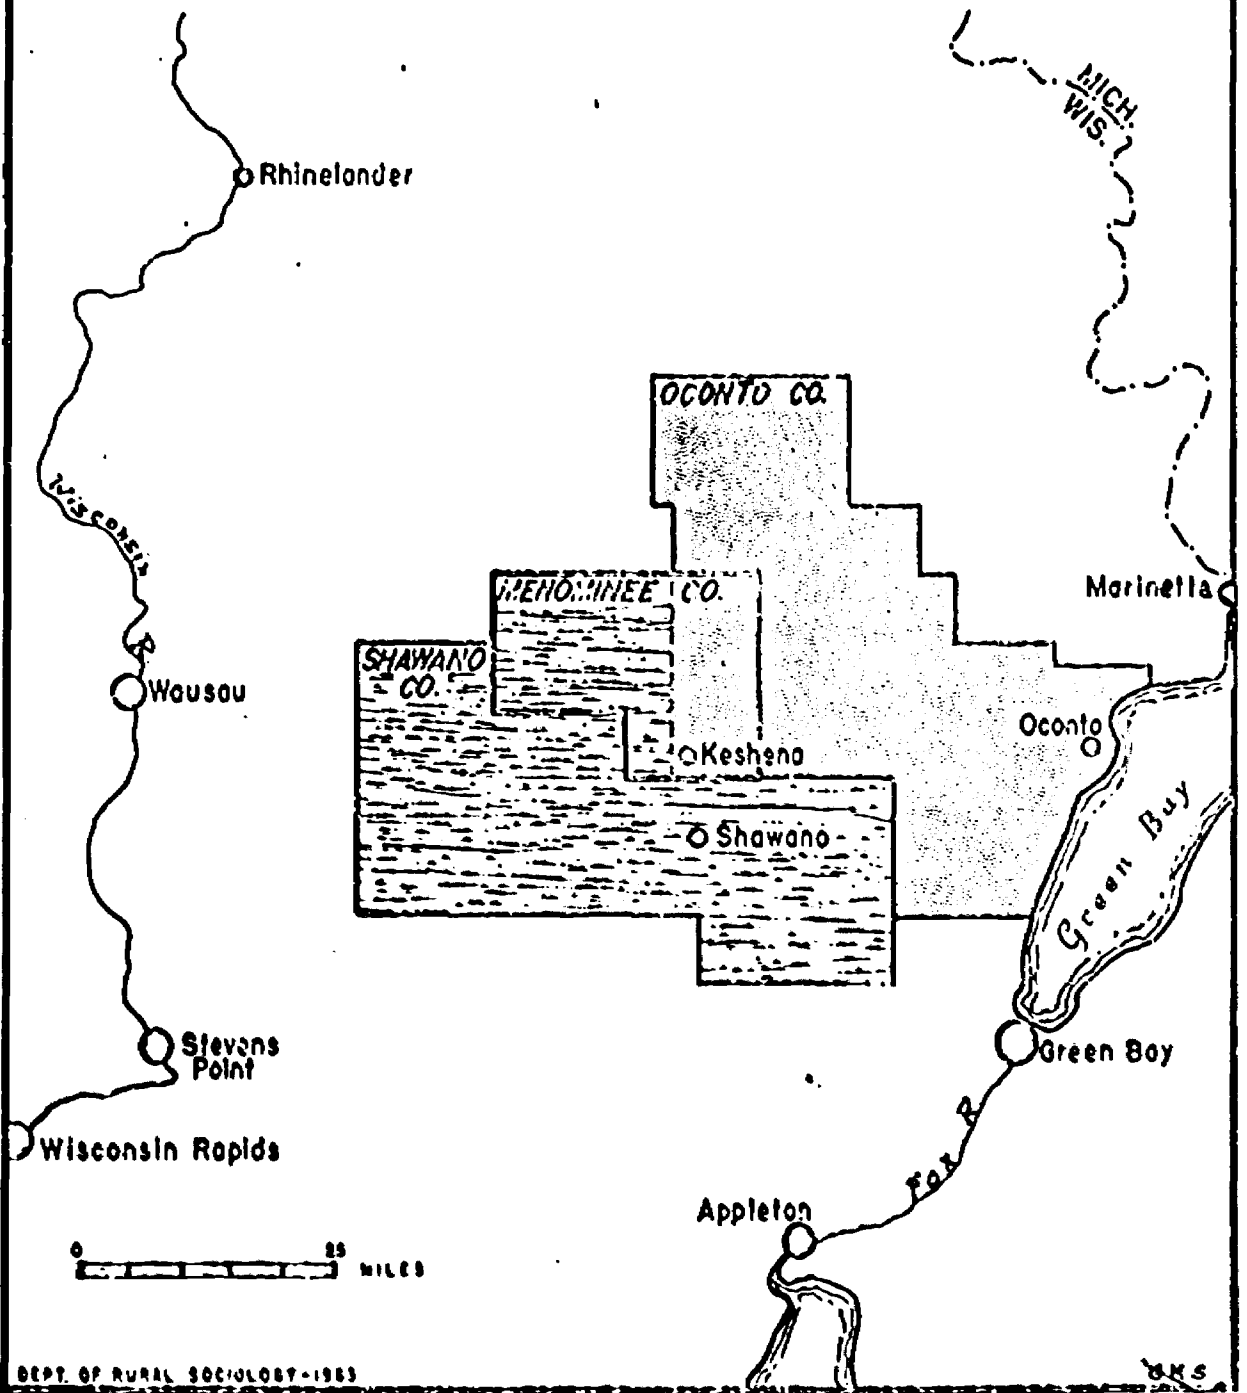 MICH.
WIS.
Rhinelander
OCONTO CO.
Wisconsin
R
MENOMINEE CO.
Marinette
SHAWANO
CO.
Wausau
Oconto
Keshena
Green Bay
Shawano
Stevens
Point
Green Bay
Wisconsin Rapids
Fox R
Appleton
0 25
MILES
DEPT. OF RURAL SOCIOLOGY-1963